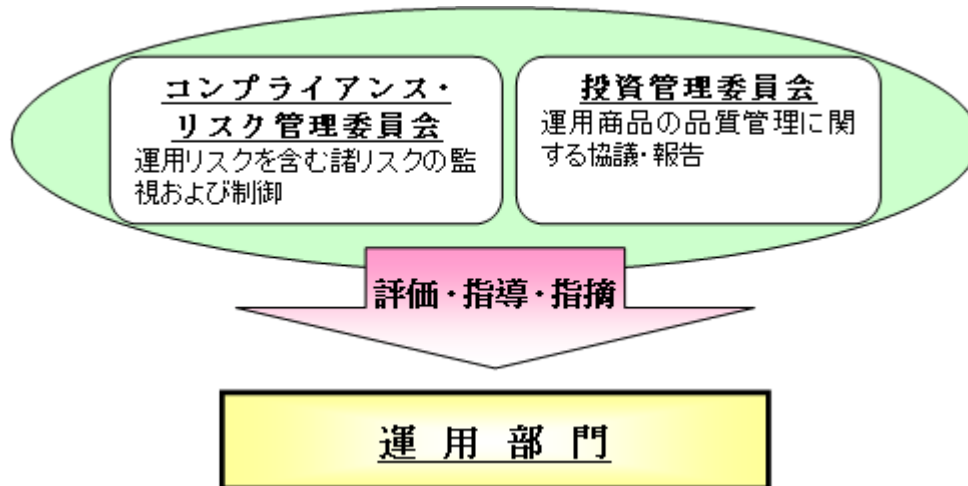 コンプライアンス・
リスク管理委員会
運用リスクを含む諸リスクの監
視および制御
投資管理委員会
運用商品の品質管理に関
する協議・報告
評価・指導・指摘
運用部門